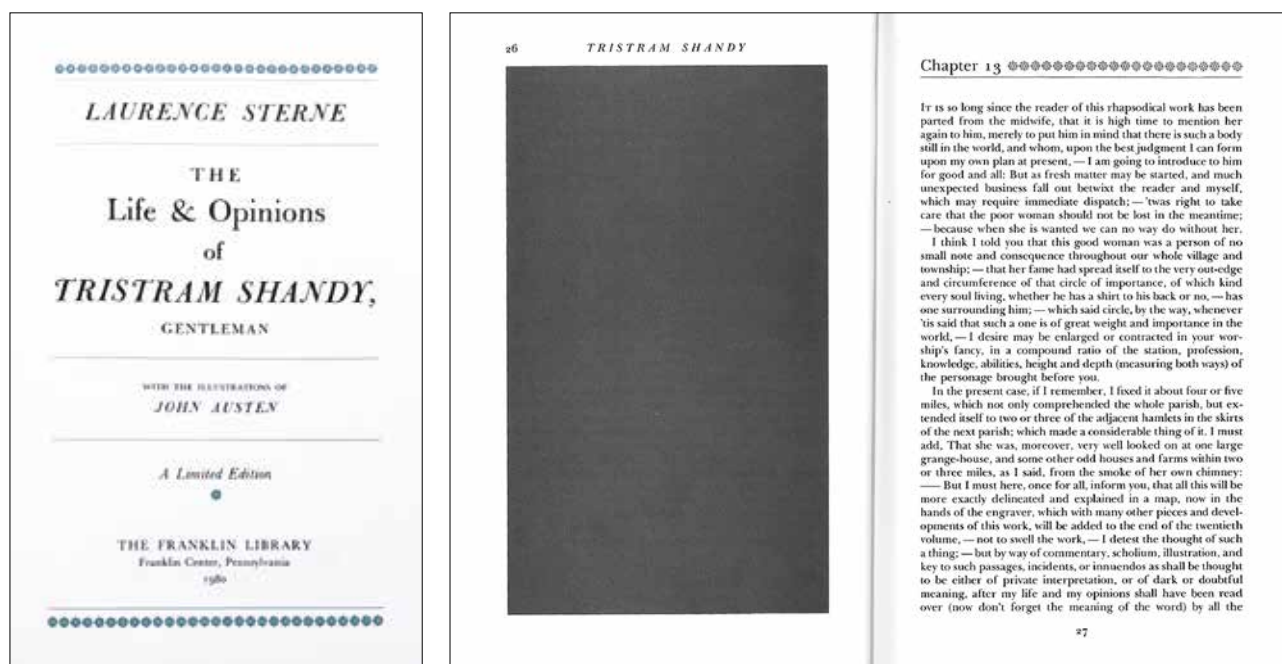 LAURENCE STERNE
THE
Life & Opinions
of
TRISTRAM SHANDY,
GENTLEMAN
WITH THE ILLUSTRATIONS OF
JOHN AUSTEN
A Limited Edition
THE FRANKLIN LIBRARY
Franklin Center, Pennsylvania
1980
26 TRISTRAM SHANDY
Chapter 13
IT IS so long since the reader of this rhapsodical work has been
parted from the midwife, that it is high time to mention her
again to him, merely to put him in mind that there is such a body
still in the world, and whom, upon the best judgment I can form
upon my own plan at present, — I am going to introduce to him
for good and all: But as fresh matter may be started, and much
unexpected business fall out betwixt the reader and myself,
which may require immediate dispatch; — 'twas right to take
care that the poor woman should not be lost in the meantime;
— because when she is wanted we can no way do without her.
I think I told you that this good woman was a person of no
small note and consequence throughout our whole village and
township; — that her fame had spread itself to the very out-edge
and circumference of that circle of importance, of which kind
every soul living, whether he has a shirt to his back or no, — has
one surrounding him; — which said circle, by the way, whenever
'tis said that such a one is of great weight and importance in the
world, — I desire may be enlarged or contracted in your wor-
ship's fancy, in a compound ratio of the station, profession,
knowledge, abilities, height and depth (measuring both ways) of
the personage brought before you.
In the present case, if I remember, I fixed it about four or five
miles, which not only comprehended the whole parish, but ex-
tended itself to two or three of the adjacent hamlets in the skirts
of the next parish; which made a considerable thing of it. I must
add, That she was, moreover, very well looked on at one large
grange-house, and some other odd houses and farms within two
or three miles, as I said, from the smoke of her own chimney:
—— But I must here, once for all, inform you, that all this will be
more exactly delineated and explained in a map, now in the
hands of the engraver, which with many other pieces and devel-
opments of this work, will be added to the end of the twentieth
volume, — not to swell the work, — I detest the thought of such
a thing; — but by way of commentary, scholium, illustration, and
key to such passages, incidents, or innuendos as shall be thought
to be either of private interpretation, or of dark or doubtful
meaning, after my life and my opinions shall have been read
over (now don't forget the meaning of the word) by all the
27